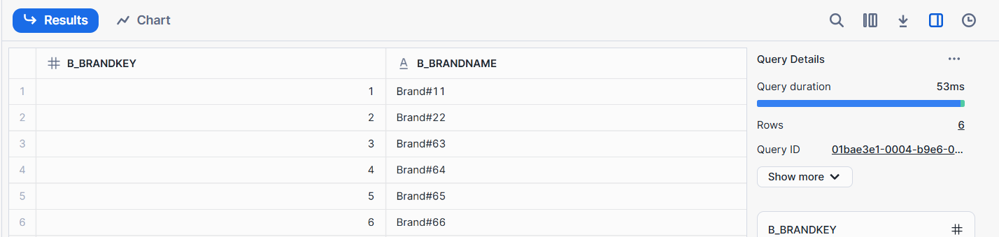 Results Chart
B_BRANDKEY B_BRANDNAME
1 1 Brand#11
2 2 Brand#22
3 3 Brand#63
4 4 Brand#64
5 5 Brand#65
6 6 Brand#66
Query Details ...
Query duration 53ms
Rows 6
Query ID 01bae3e1-0004-b9e6-0...
Show more
B_BRANDKEY